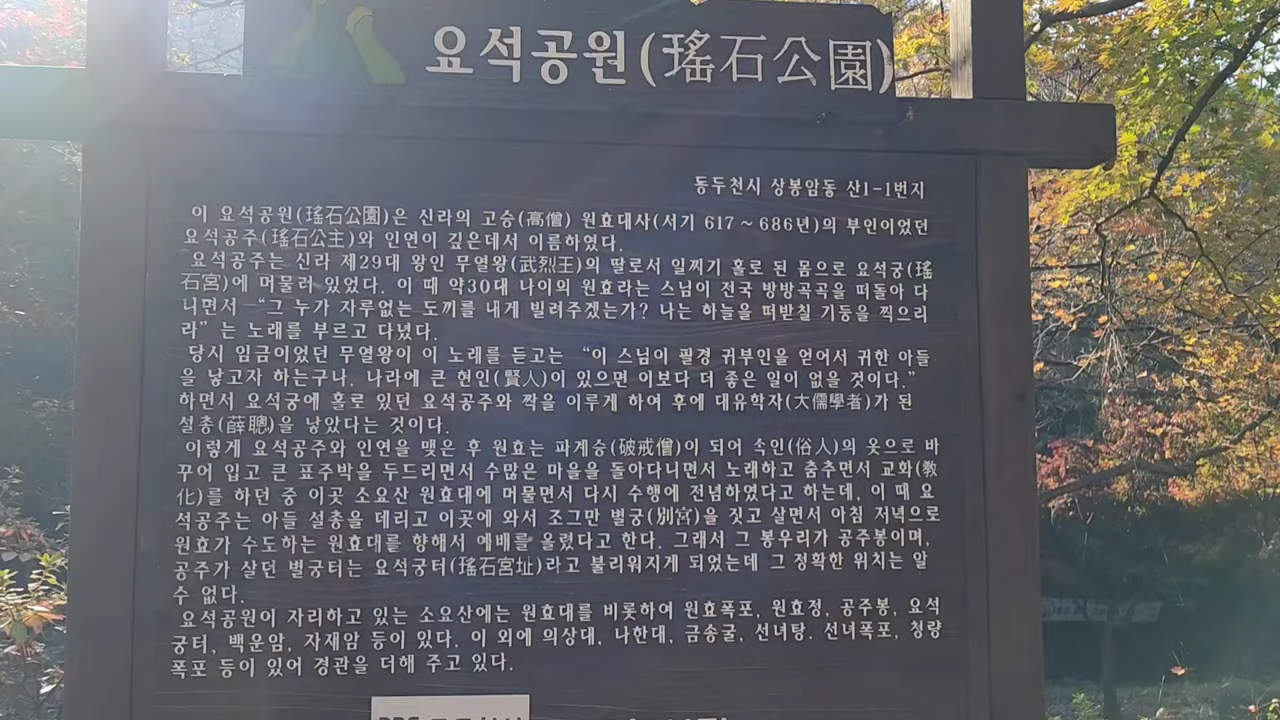 요석공원(瑤石公園)
동두천시 상봉암동 산1-1번지
이 요석공원(瑤石公園)은 신라의 고승(高僧) 원효대사(서기 617~686년)의 부인이었던
요석공주(瑤石公主)와 인연이 깊은데서 이름하였다.
요석공주는 신라 제29대 왕인 무열왕(武烈王)의 딸로서 일찌기 홀로 된 몸으로 요석궁(瑤
石宮)에 머물러 있었다. 이 때 약30대 나이의 원효라는 스님이 전국 방방곡곡을 떠돌아 다
니면서 “그 누가 자루없는 도끼를 내게 빌려주겠는가? 나는 하늘을 떠받칠 기둥을 찍으리
라” 는 노래를 부르고 다녔다.
당시 임금이었던 무열왕이 이 노래를 듣고는 “이 스님이 필경 귀부인을 얻어서 귀한 아들
을 낳고자 하는구나. 나라에 큰 현인(賢人)이 있으면 이보다 더 좋은 일이 없을 것이다.”
하면서 요석궁에 홀로 있던 요석공주와 짝을 이루게 하여 후에 대유학자(大儒學者)가 된
설총(薛聰)을 낳았다는 것이다.
이렇게 요석공주와 인연을 맺은 후 원효는 파계승(破戒僧)이 되어 속인(俗人)의 옷으로 바
꾸어 입고 큰 표주박을 두드리면서 수많은 마을을 돌아다니면서 노래하고 춤추면서 교화(敎
化)를 하던 중 이곳 소요산 원효대에 머물면서 다시 수행에 전념하였다고 하는데, 이 때 요
석공주는 아들 설총을 데리고 이곳에 와서 조그만 별궁(別宮)을 짓고 살면서 아침 저녁으로
원효가 수도하는 원효대를 향해서 예배를 올렸다고 한다. 그래서 그 봉우리가 공주봉이며,
공주가 살던 별궁터는 요석궁터(瑤石宮址)라고 불리워지게 되었는데 그 정확한 위치는 알
수 없다.
요석공원이 자리하고 있는 소요산에는 원효대를 비롯하여 원효폭포, 원효정, 공주봉, 요석
궁터, 백운암, 자재암 등이 있다. 이 외에 의상대, 나한대, 금송굴, 선녀탕. 선녀폭포, 청량
폭포 등이 있어 경관을 더해 주고 있다.